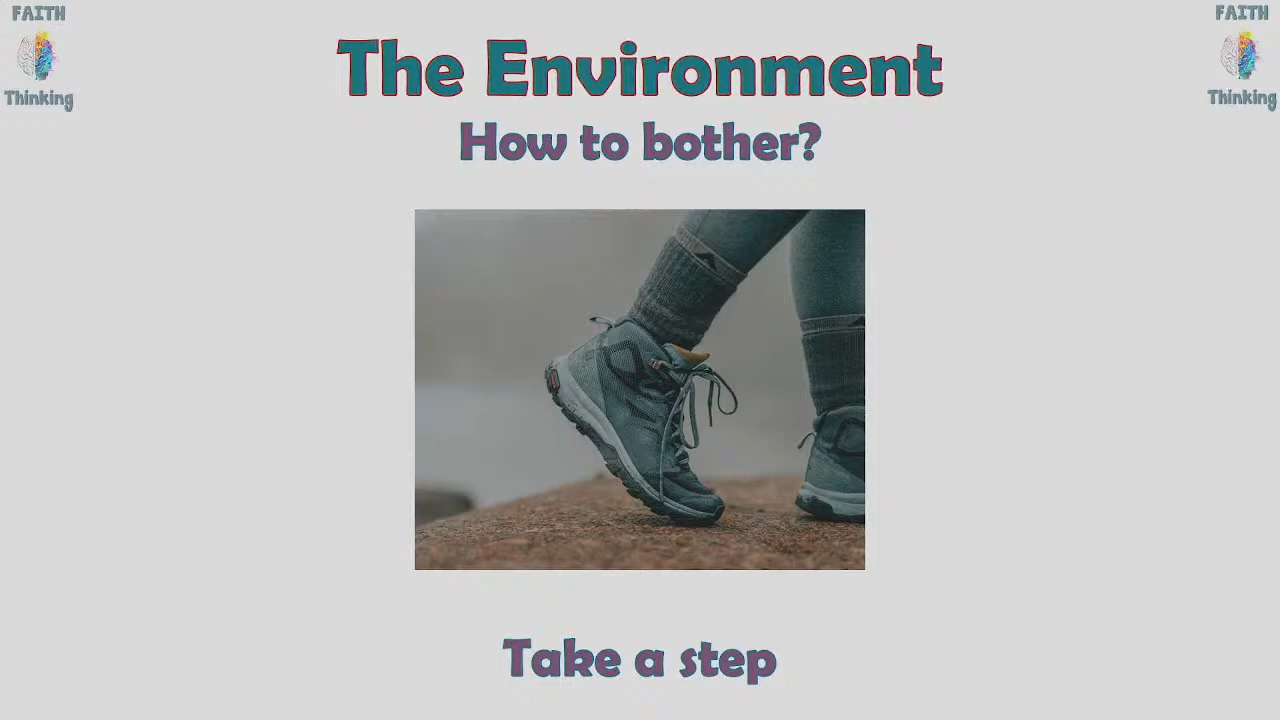 FAITH
Thinking
The Environment
How to bother?
Take a step
FAITH
Thinking